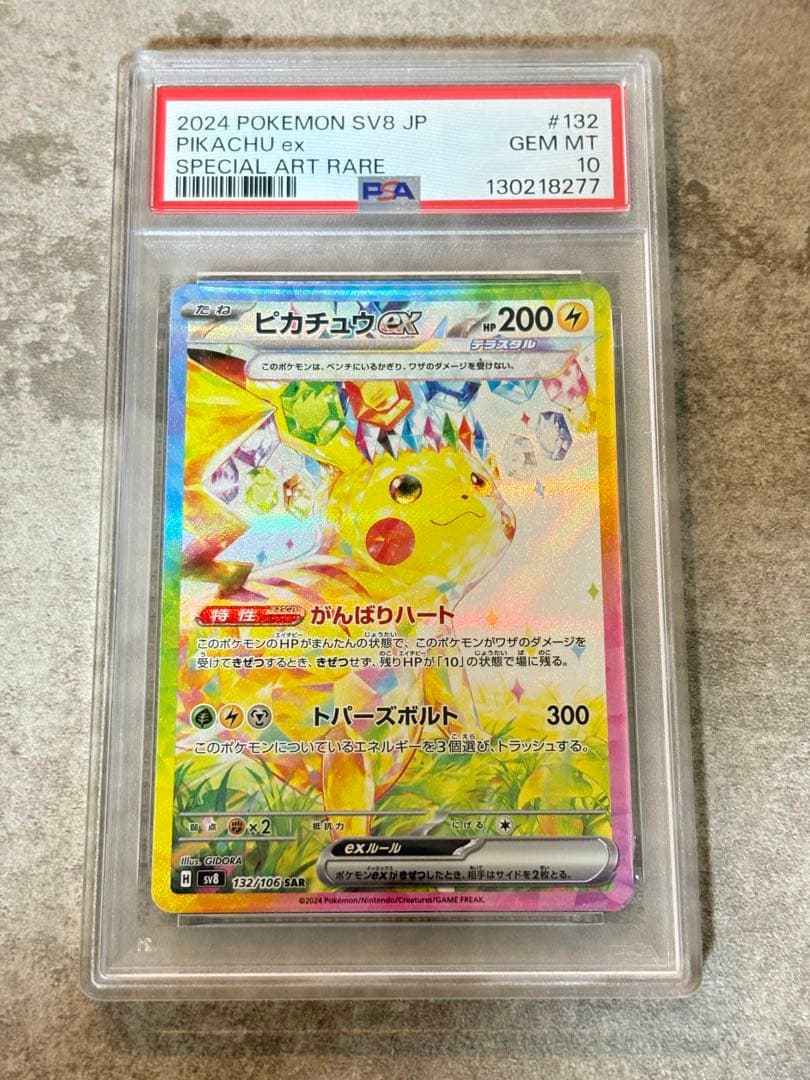 2024 POKEMON SV8 JP #132
PIKACHU ex GEM MT
SPECIAL ART RARE 10
PSA 130218277
たね ピカチュウex HP 200
テラスタル
このポケモンは、ベンチにいるかぎり、ワザのダメージを受けない。
特性 がんばりハート
このポケモンのHPがまんたんの状態で、このポケモンがワザのダメージを
受けてきぜつするとき、きぜつせず、残りHPが「10」の状態で場に残る。
トパーズボルト 300
このポケモンについているエネルギーを3個選び、トラッシュする。
弱点 ×2 抵抗力 にげる
exルール
ポケモンexがきぜつしたとき、相手はサイドを2枚とる。
Illus. GIDORA
H sv8 132/106 SAR
©2024 Pokémon/Nintendo/Creatures/GAME FREAK.